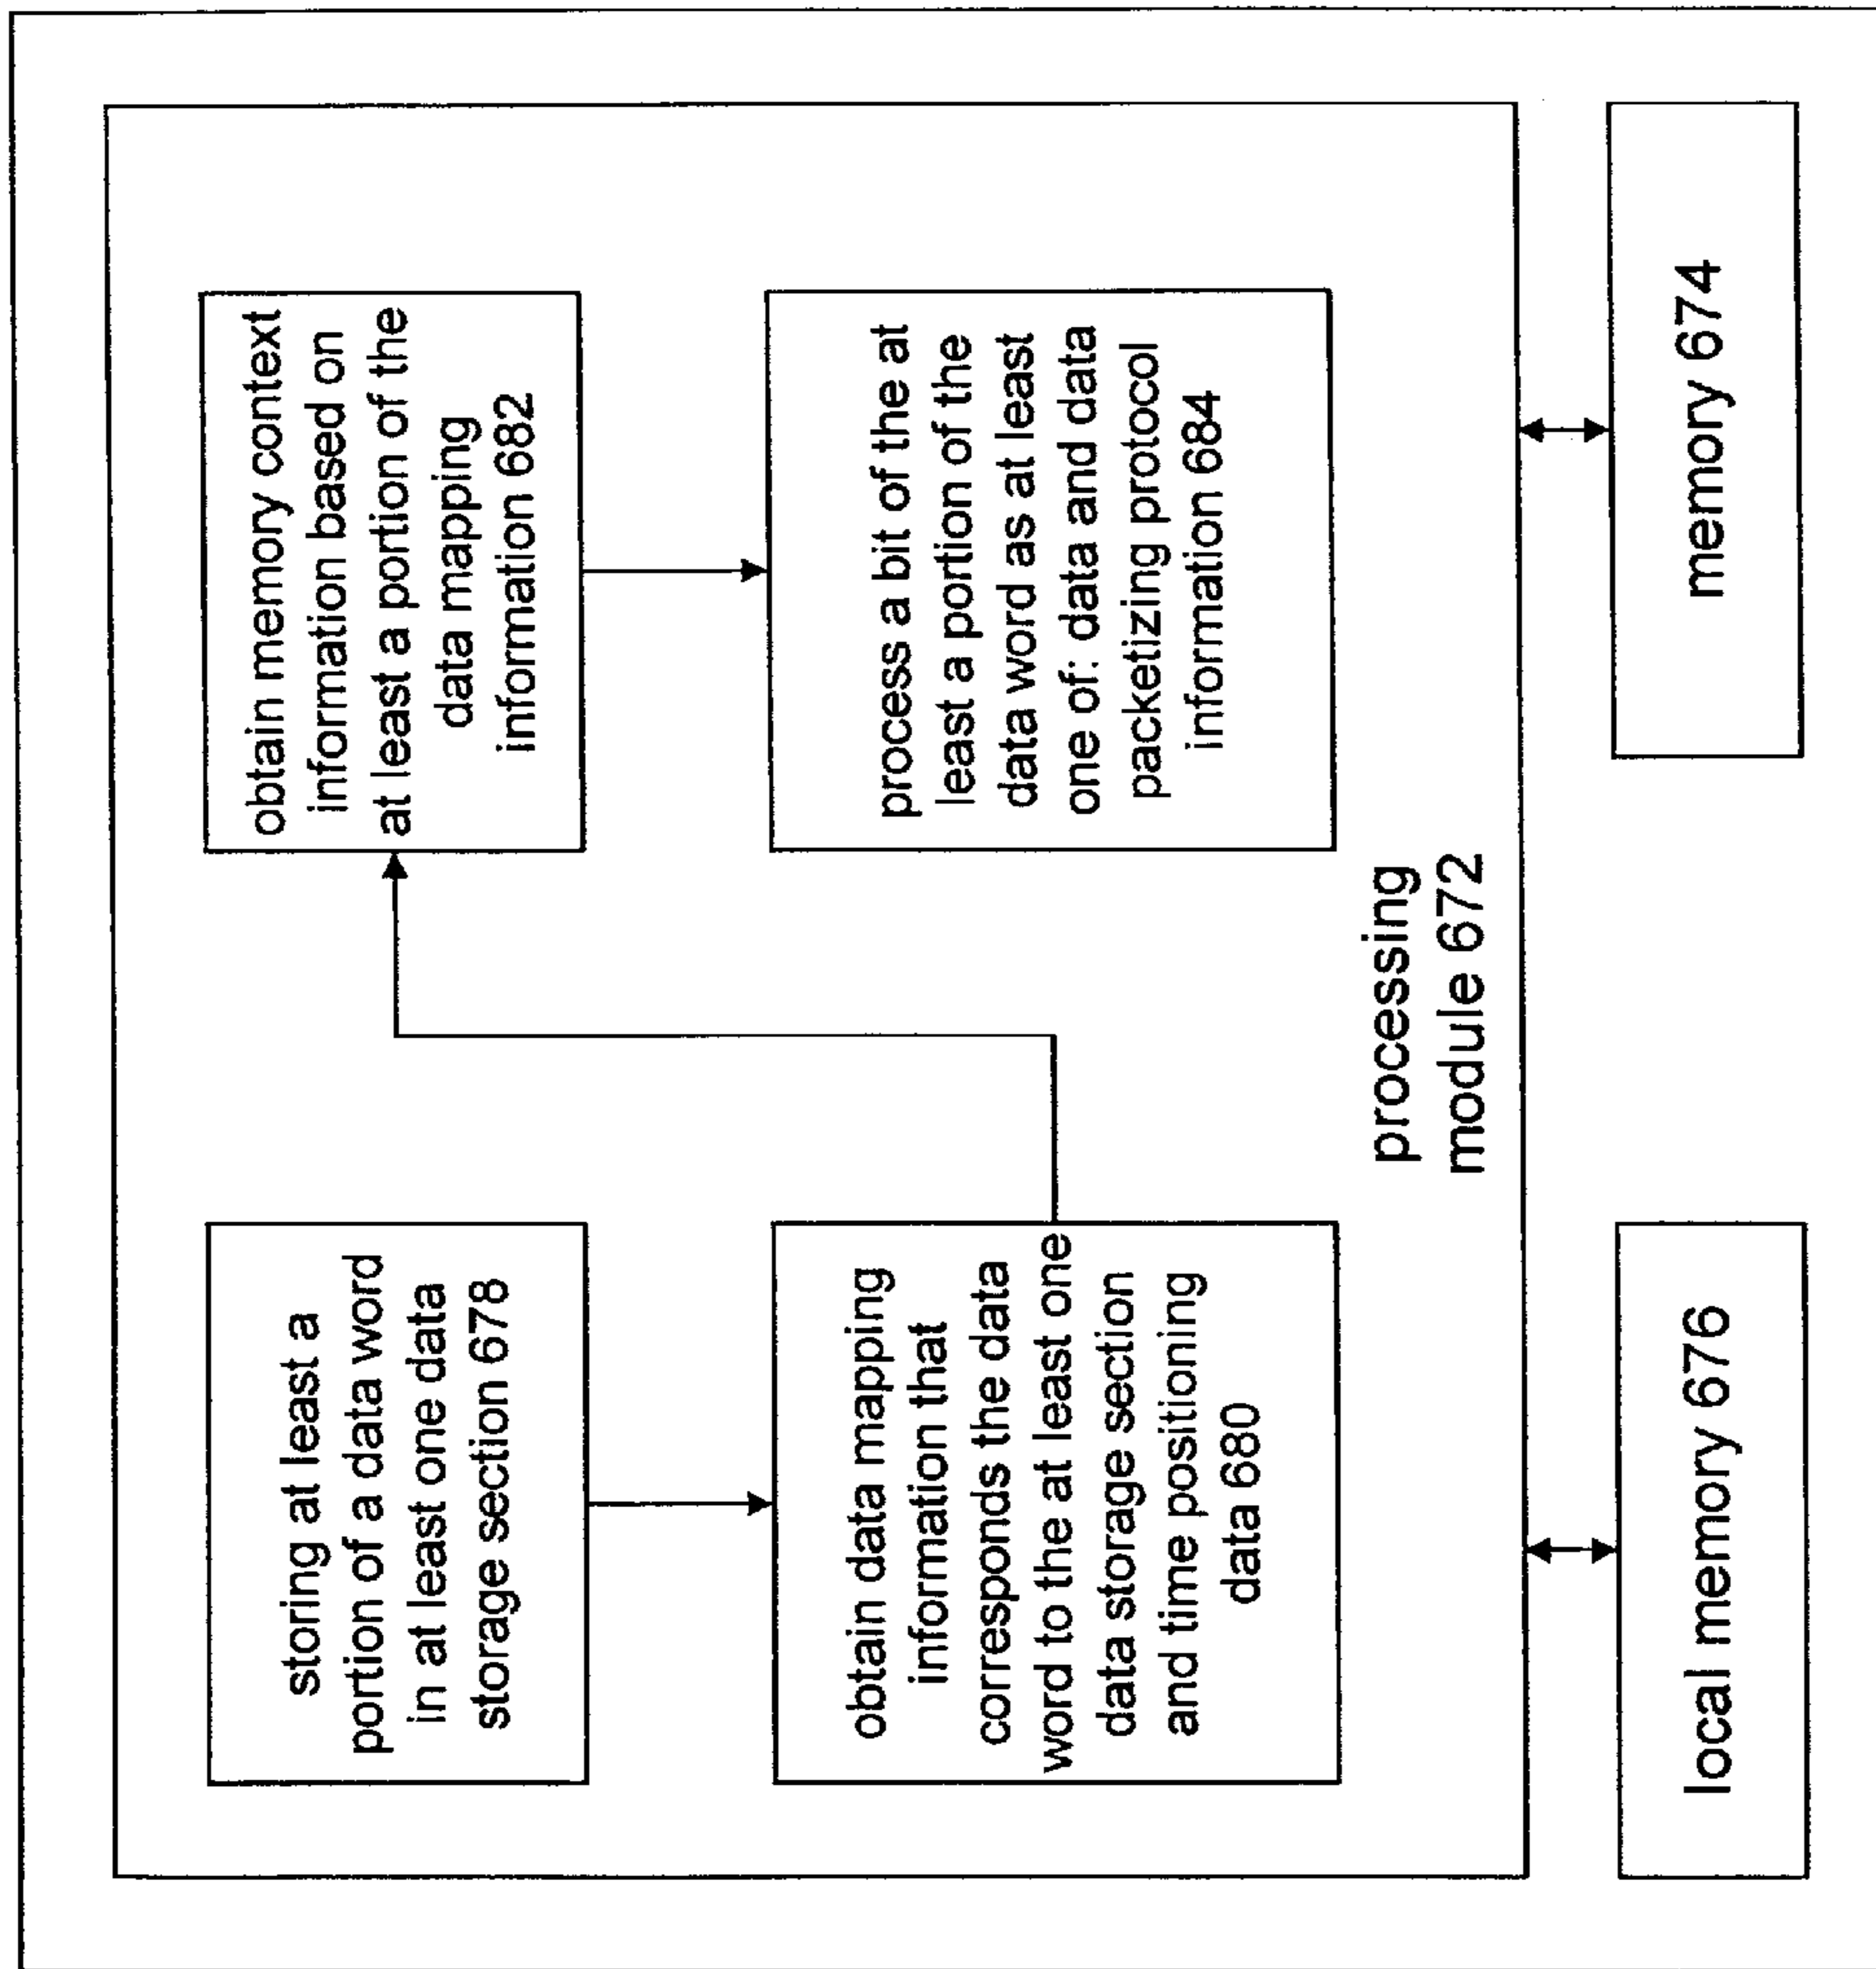 storing at least a
portion of a data word
in at least one data
storage section 678
obtain data mapping
information that
corresponds the data
word to the at least one
data storage section
and time positioning
data 680
obtain memory context
information based on
at least a portion of the
data mapping
information 682
process a bit of the at
least a portion of the
data word as at least
one of: data and data
packetizing protocol
information 684
processing
module 672
local memory 676
memory 674